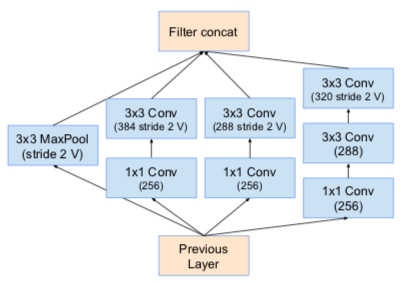 Filter concat
3x3 MaxPool
(stride 2 V)
3x3 Conv
(384 stride 2 V)
1x1 Conv
(256)
3x3 Conv
(288 stride 2 V)
1x1 Conv
(256)
3x3 Conv
(320 stride 2 V)
3x3 Conv
(288)
1x1 Conv
(256)
Previous
Layer